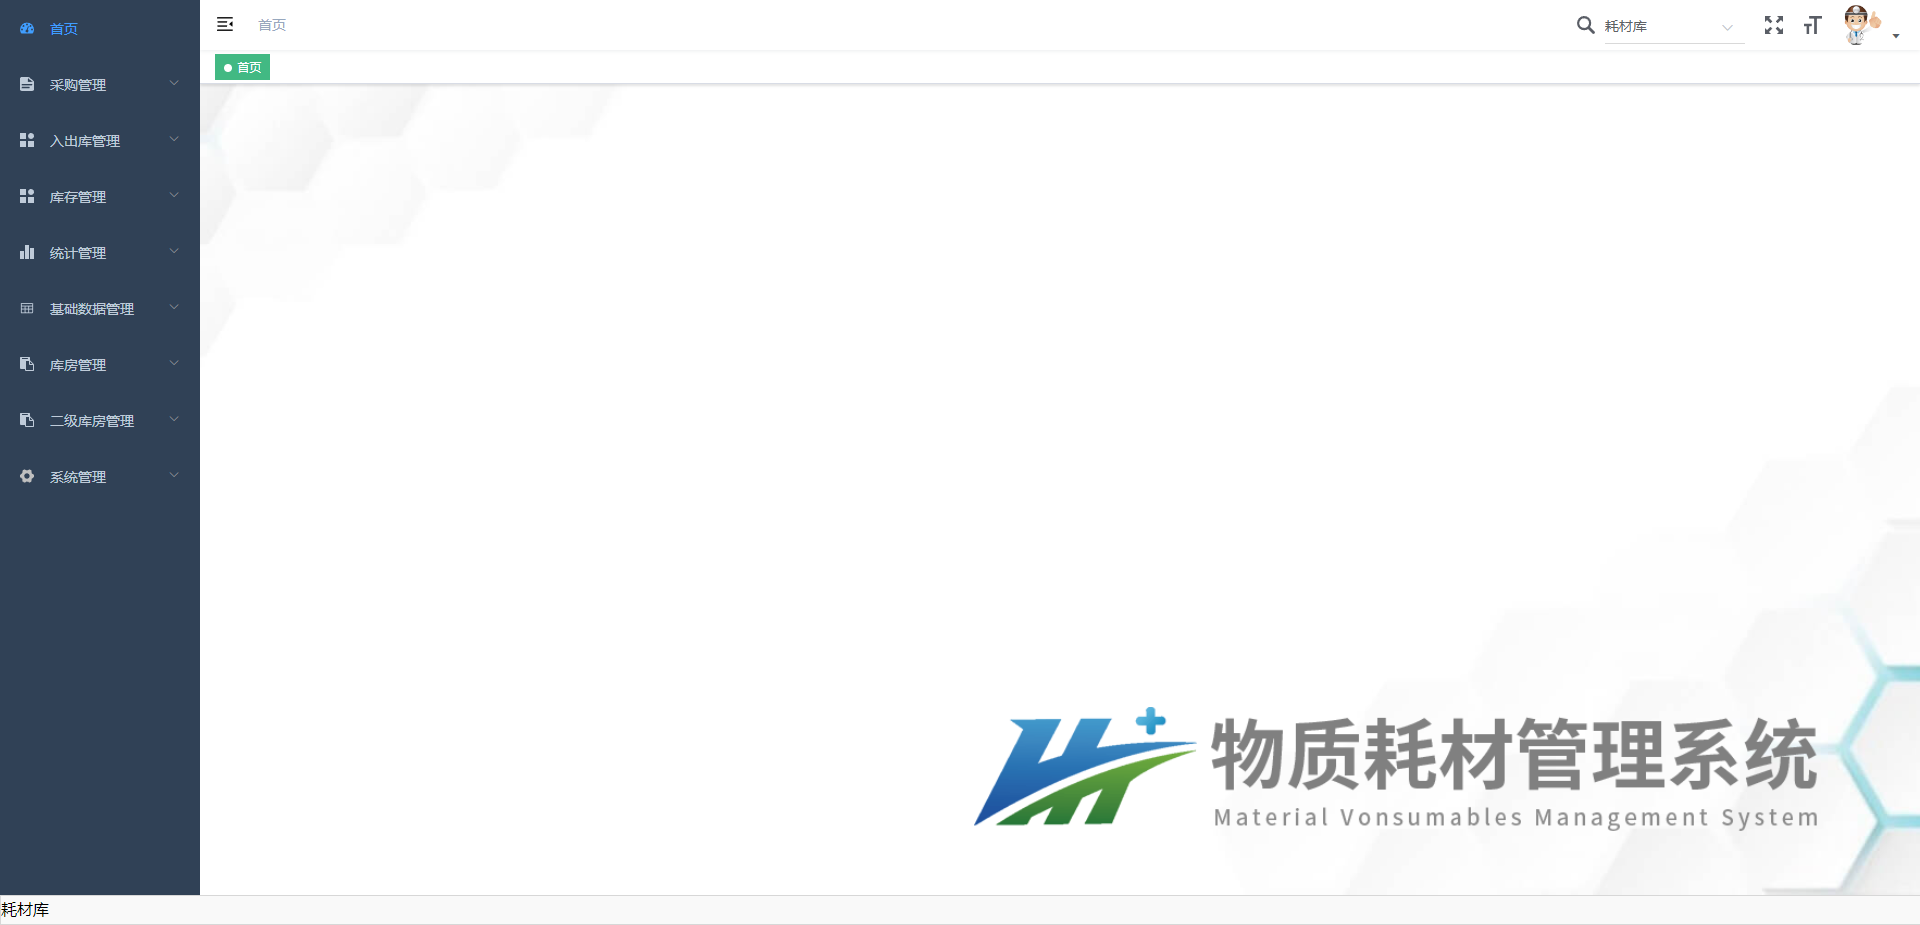 首页
采购管理
入出库管理
库存管理
统计管理
基础数据管理
库房管理
二级库房管理
系统管理
首页
耗材库
首页
物质耗材管理系统
Material Vonsumables Management System
耗材库